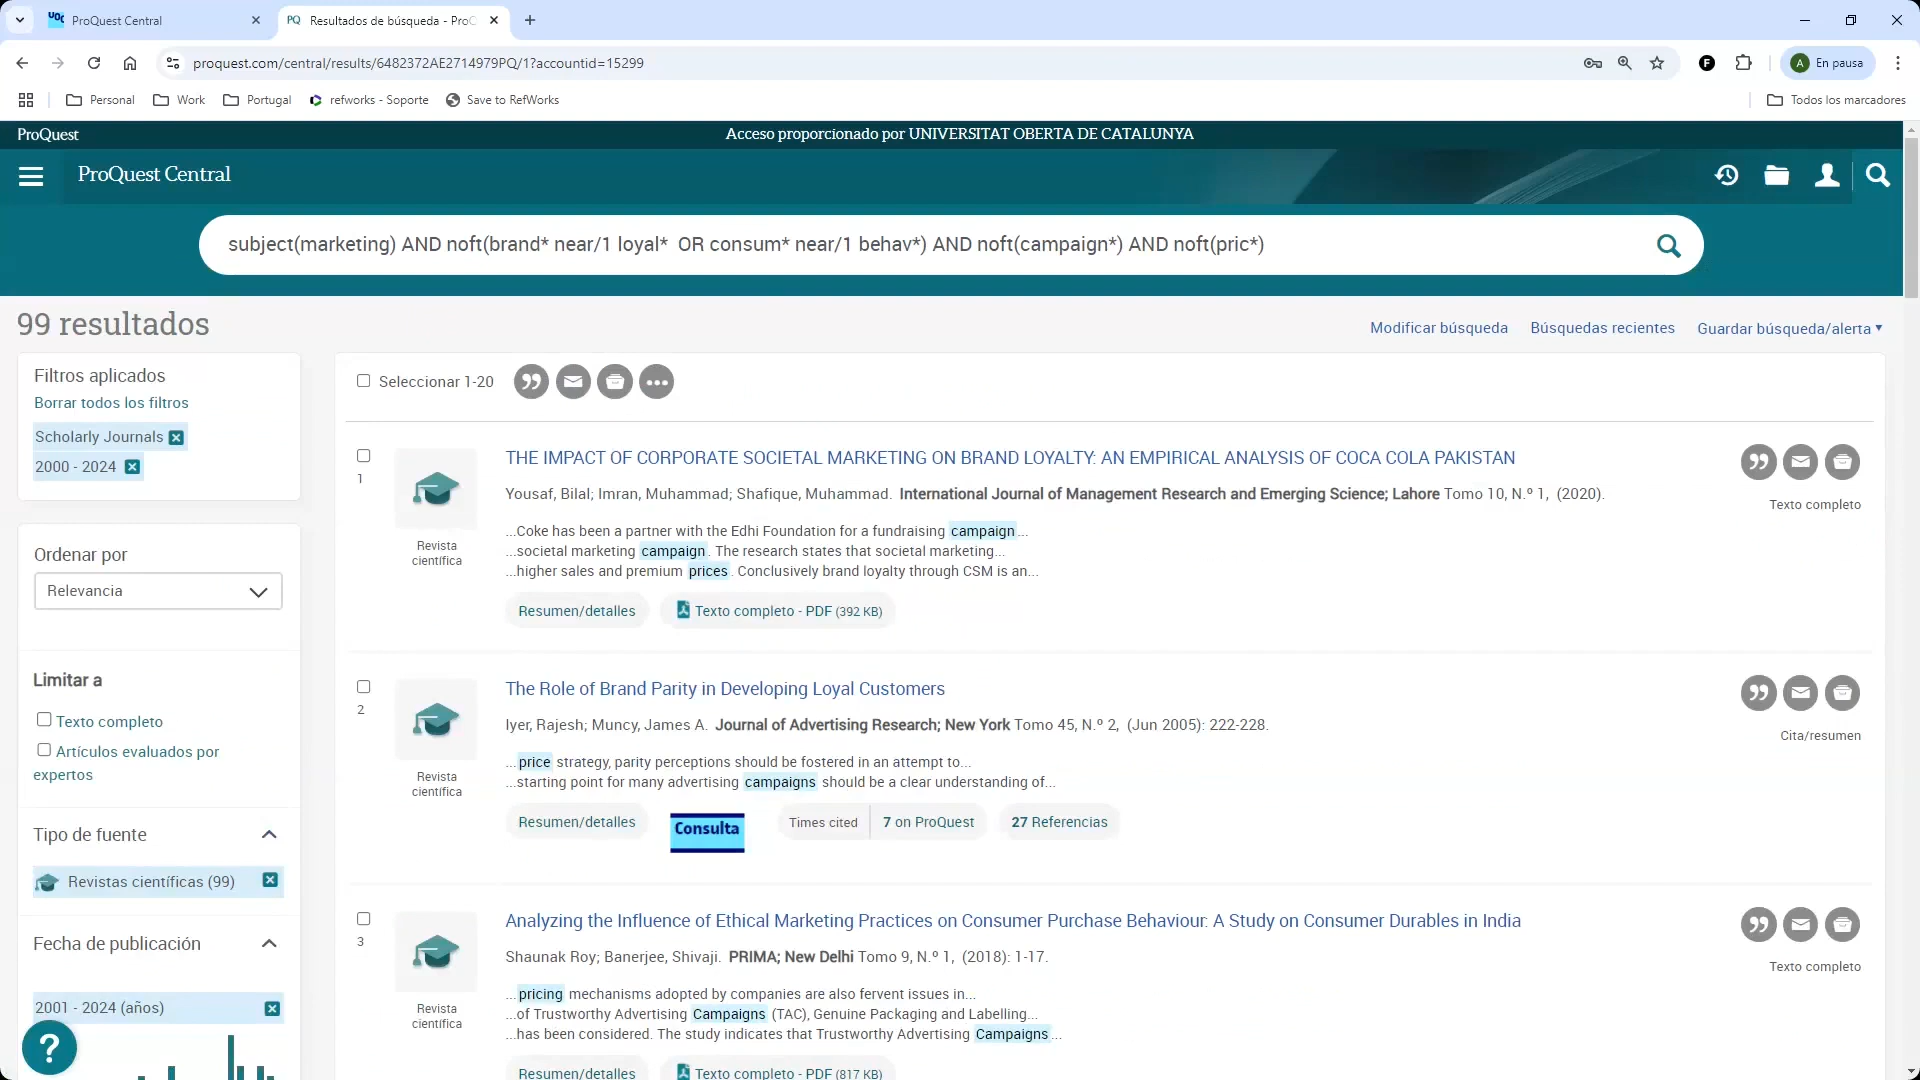 UOC ProQuest Central
PQ Resultados de búsqueda - ProQ
proquest.com/central/results/6482372AE2714979PQ/1?accountid=15299
F
A En pausa
Personal
Work
Portugal
refworks - Soporte
Save to RefWorks
Todos los marcadores
ProQuest
Acceso proporcionado por UNIVERSITAT OBERTA DE CATALUNYA
ProQuest Central
subject(marketing) AND noft(brand* near/1 loyal*  OR consum* near/1 behav*) AND noft(campaign*) AND noft(pric*)
99 resultados
Modificar búsqueda
Búsquedas recientes
Guardar búsqueda/alerta
Filtros aplicados
Borrar todos los filtros
Scholarly Journals
2000 - 2024
Ordenar por
Relevancia
Limitar a
Texto completo
Artículos evaluados por
expertos
Tipo de fuente
Revistas científicas (99)
Fecha de publicación
2001 - 2024 (años)
?
Seleccionar 1-20
1
Revista
científica
THE IMPACT OF CORPORATE SOCIETAL MARKETING ON BRAND LOYALTY: AN EMPIRICAL ANALYSIS OF COCA COLA PAKISTAN
Yousaf, Bilal; Imran, Muhammad; Shafique, Muhammad. International Journal of Management Research and Emerging Science; Lahore Tomo 10, N.º 1, (2020).
...Coke has been a partner with the Edhi Foundation for a fundraising campaign...
...societal marketing campaign. The research states that societal marketing...
...higher sales and premium prices. Conclusively brand loyalty through CSM is an...
Resumen/detalles
Texto completo - PDF (392 KB)
Texto completo
2
Revista
científica
The Role of Brand Parity in Developing Loyal Customers
Iyer, Rajesh; Muncy, James A. Journal of Advertising Research; New York Tomo 45, N.º 2, (Jun 2005): 222-228.
...price strategy, parity perceptions should be fostered in an attempt to...
...starting point for many advertising campaigns should be a clear understanding of...
Resumen/detalles
Consulta
Times cited
7 on ProQuest
27 Referencias
Cita/resumen
3
Revista
científica
Analyzing the Influence of Ethical Marketing Practices on Consumer Purchase Behaviour: A Study on Consumer Durables in India
Shaunak Roy; Banerjee, Shivaji. PRIMA; New Delhi Tomo 9, N.º 1, (2018): 1-17.
...pricing mechanisms adopted by companies are also fervent issues in...
...of Trustworthy Advertising Campaigns (TAC), Genuine Packaging and Labelling...
...has been considered. The study indicates that Trustworthy Advertising Campaigns...
Resumen/detalles
Texto completo - PDF (817 KB)
Texto completo